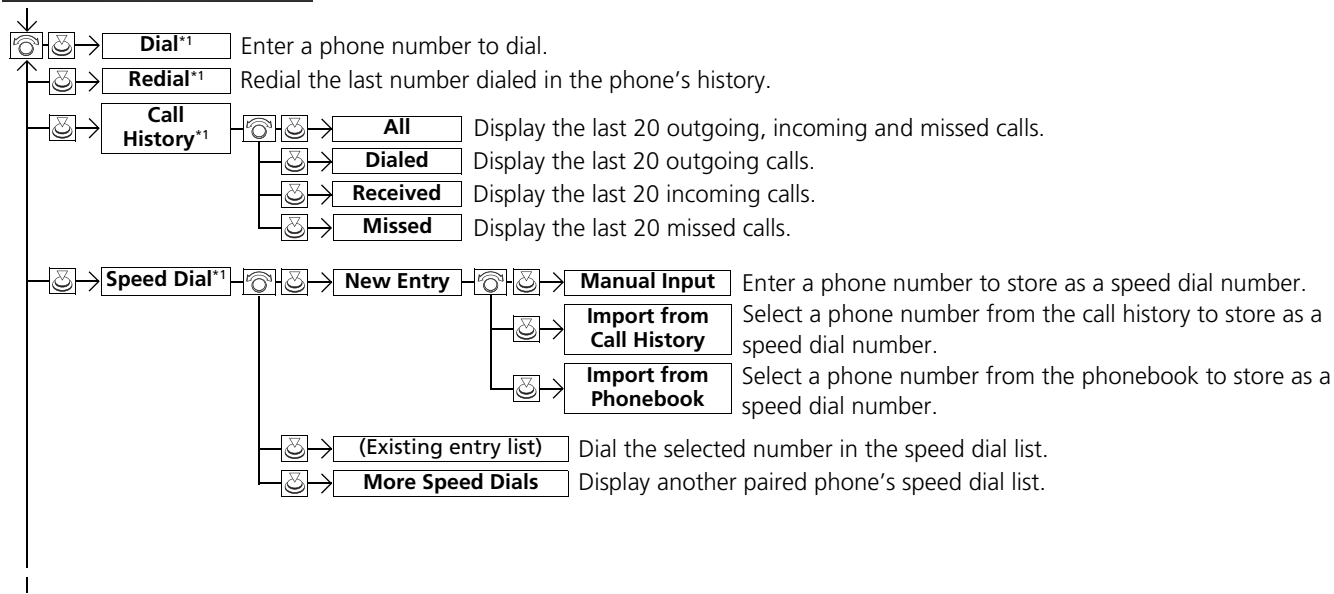 Dial*1 Enter a phone number to dial.
Redial*1 Redial the last number dialed in the phone’s history.
Call
History*1
All Display the last 20 outgoing, incoming and missed calls.
Dialed Display the last 20 outgoing calls.
Received Display the last 20 incoming calls.
Missed Display the last 20 missed calls.
Speed Dial*1 New Entry Manual Input Enter a phone number to store as a speed dial number.
Import from
Call History
Select a phone number from the call history to store as a
speed dial number.
Import from
Phonebook
Select a phone number from the phonebook to store as a
speed dial number.
(Existing entry list) Dial the selected number in the speed dial list.
More Speed Dials Display another paired phone’s speed dial list.